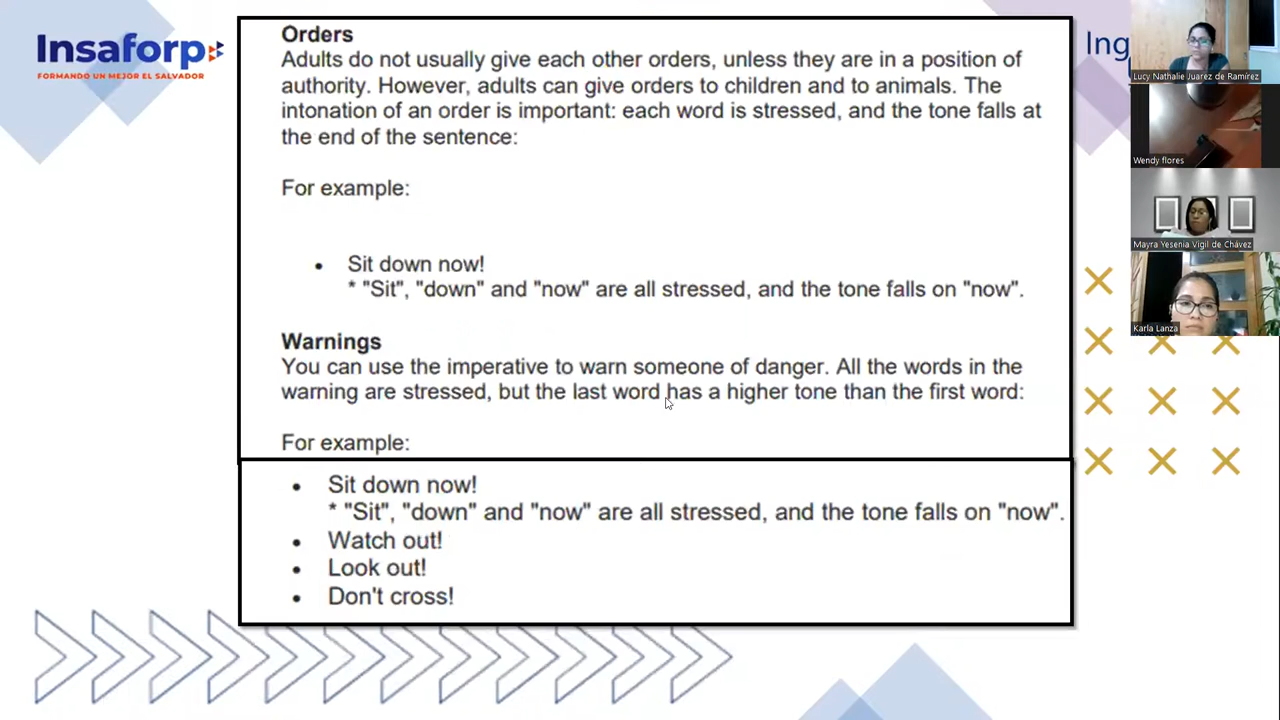 Insaforp
FORMANDO UN MEJOR EL SALVADOR
Orders
Adults do not usually give each other orders, unless they are in a position of
authority. However, adults can give orders to children and to animals. The
intonation of an order is important: each word is stressed, and the tone falls at
the end of the sentence:
For example:
• Sit down now!
* "Sit", "down" and "now" are all stressed, and the tone falls on "now".
Warnings
You can use the imperative to warn someone of danger. All the words in the
warning are stressed, but the last word has a higher tone than the first word:
For example:
• Sit down now!
* "Sit", "down" and "now" are all stressed, and the tone falls on "now".
• Watch out!
• Look out!
• Don't cross!
Ing
Lucy Nathalie Juarez de Ramírez
Wendy flores
Mayra Yesenia Vigil de Chávez
Karla Lanza